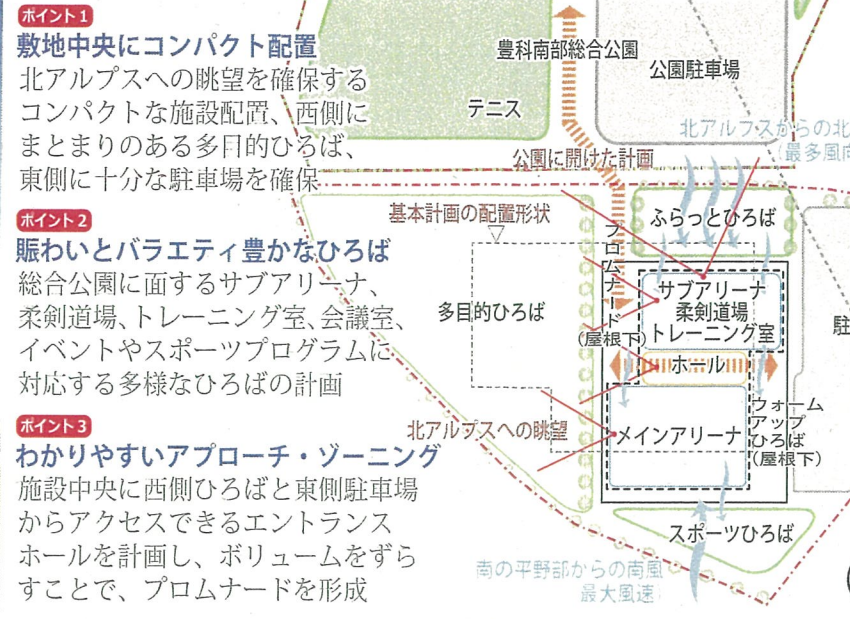 ポイント1
敷地中央にコンパクト配置
北アルプスへの眺望を確保する
コンパクトな施設配置、西側に
まとまりのある多目的ひろば、
東側に十分な駐車場を確保
ポイント2
賑わいとバラエティ豊かなひろば
総合公園に面するサブアリーナ、
柔剣道場、トレーニング室、会議室、
イベントやスポーツプログラムに
対応する多様なひろばの計画
ポイント3
わかりやすいアプローチ・ゾーニング
施設中央に西側ひろばと東側駐車場
からアクセスできるエントランス
ホールを計画し、ボリュームをずら
すことで、プロムナードを形成
豊科南部総合公園
公園駐車場
テニス
北アルプスからの北
(最多風向
公園に開けた計画
基本計画の配置形状
ふらっとひろば
プロムナード
(屋根下)
多目的ひろば
サブアリーナ
柔剣道場
トレーニング室
駐
ホール
北アルプスへの眺望
メインアリーナ
ウォーム
アップ
ひろば
(屋根下)
スポーツひろば
南の平野部からの南風
最大風速